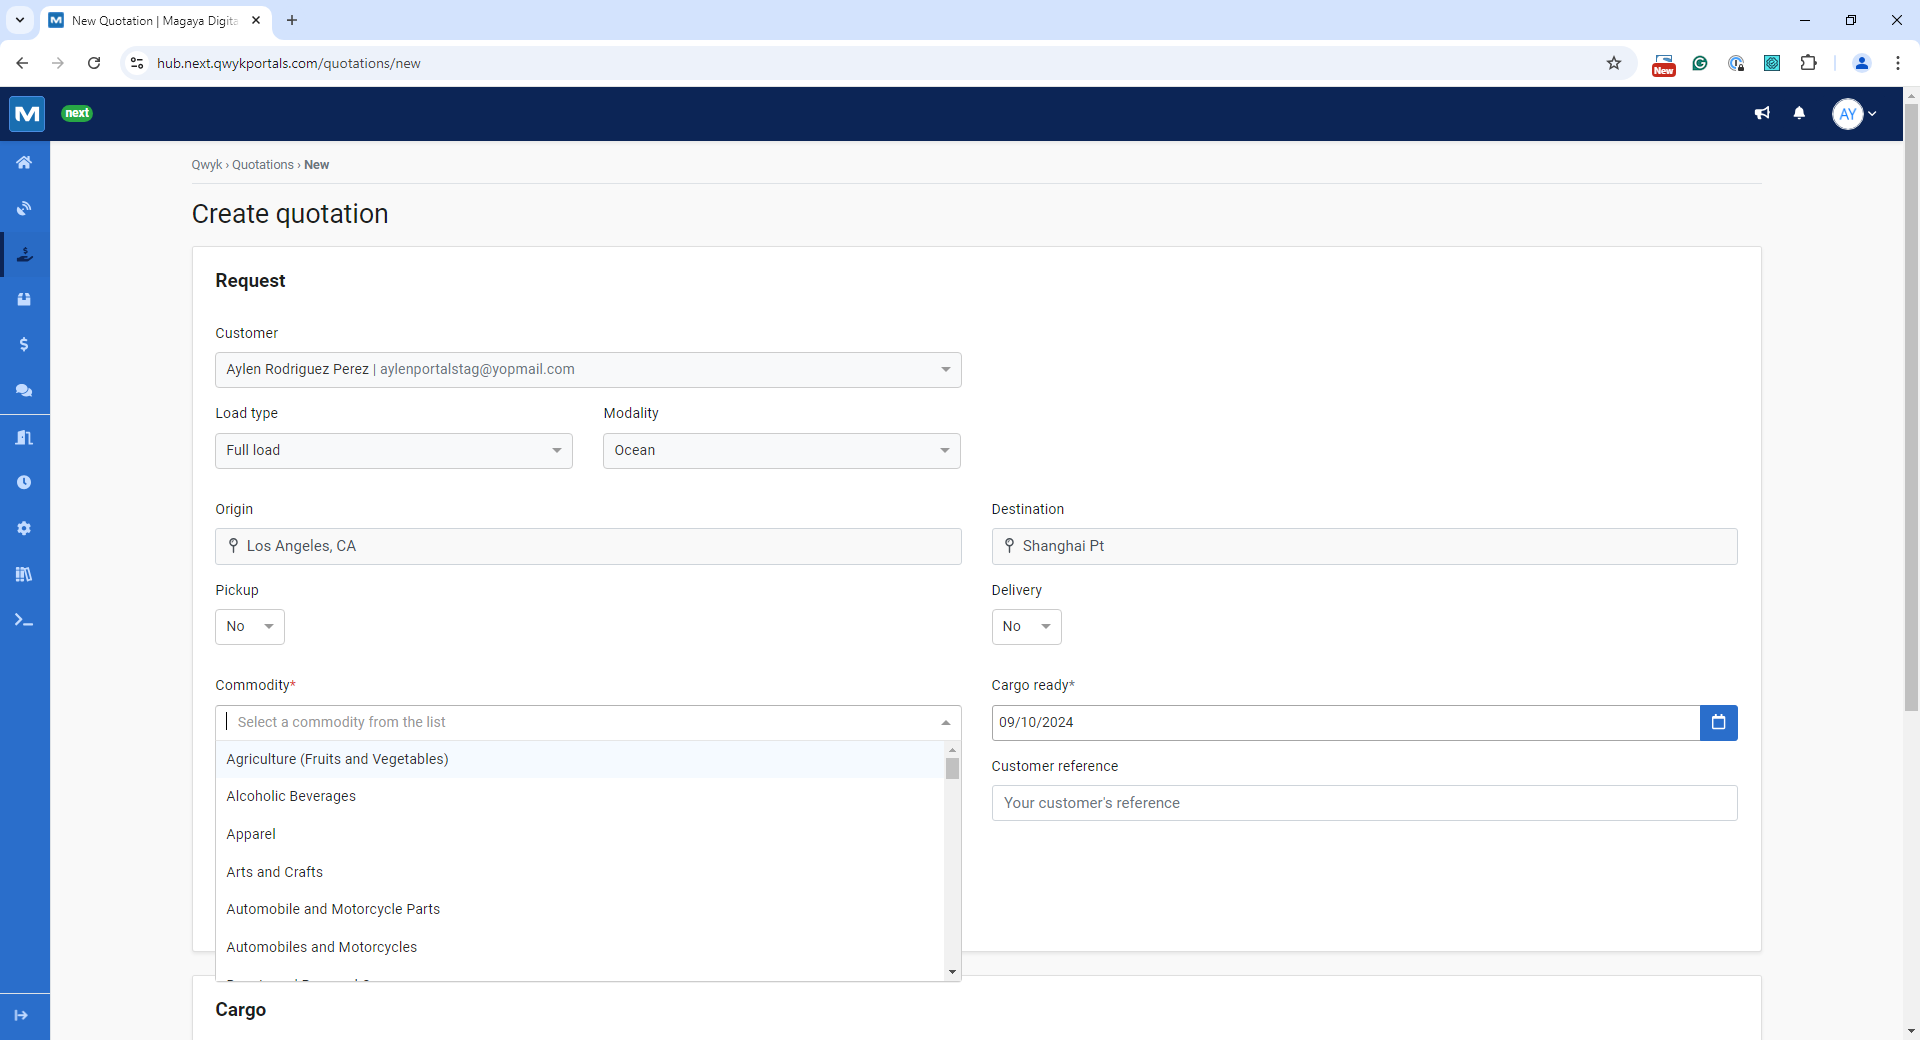 New Quotation | Magaya Digita
hub.next.qwykportals.com/quotations/new
New
next
AY
Qwyk › Quotations › New
Create quotation
Request
Customer
Aylen Rodriguez Perez | aylenportalstag@yopmail.com
Load type
Modality
Full load
Ocean
Origin
Destination
Los Angeles, CA
Shanghai Pt
Pickup
Delivery
No
No
Commodity*
Cargo ready*
Select a commodity from the list
09/10/2024
Agriculture (Fruits and Vegetables)
Customer reference
Alcoholic Beverages
Your customer's reference
Apparel
Arts and Crafts
Automobile and Motorcycle Parts
Automobiles and Motorcycles
Cargo